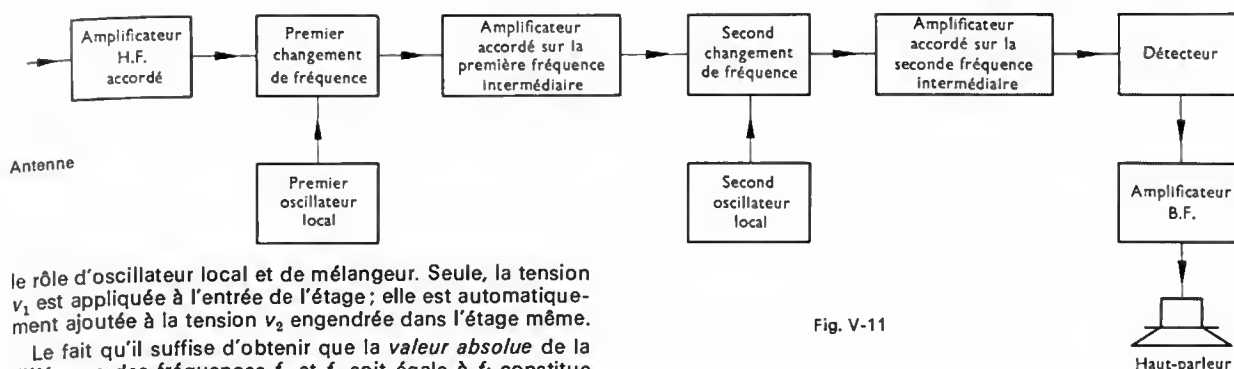 Amplificateur
H.F.
accordé
Premier
changement
de fréquence
Amplificateur
accordé sur la
première fréquence
intermédiaire
Second
changement
de fréquence
Amplificateur
accordé sur la
seconde fréquence
intermédiaire
Détecteur
Antenne
Premier
oscillateur
local
Second
oscillateur
local
Amplificateur
B.F.
le rôle d'oscillateur local et de mélangeur. Seule, la tension
v₁ est appliquée à l'entrée de l'étage ; elle est automatique-
ment ajoutée à la tension v₂ engendrée dans l'étage même.
Le fait qu'il suffise d'obtenir que la valeur absolue de la
Fig. V-11
Haut-parleur